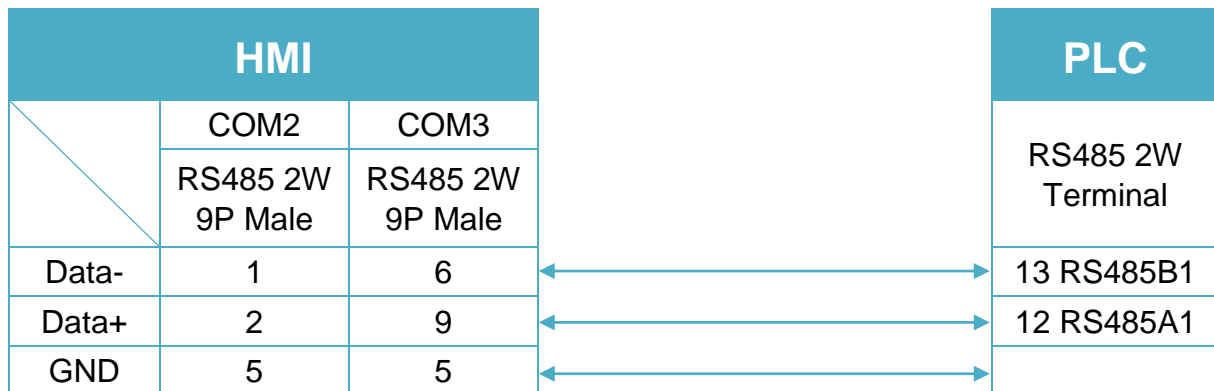 HMI PLC
COM2 COM3
RS485 2W RS485 2W RS485 2W
9P Male 9P Male Terminal
Data- 1 6 13 RS485B1
Data+ 2 9 12 RS485A1
GND 5 5